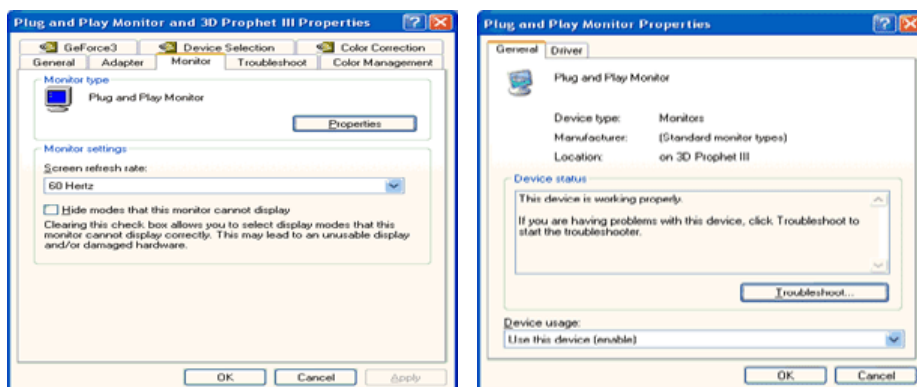 Plug and Play Monitor and 3D Prophet III Properties
GeForce3 Device Selection Color Correction
General Adapter Monitor Troubleshoot Color Management
Monitor type
Plug and Play Monitor
Properties
Monitor settings
Screen refresh rate:
60 Hertz
Hide modes that this monitor cannot display
Clearing this check box allows you to select display modes that this
monitor cannot display correctly. This may lead to an unusable display
and/or damaged hardware.
OK Cancel Apply
Plug and Play Monitor Properties
General Driver
Plug and Play Monitor
Device type: Monitors
Manufacturer: (Standard monitor types)
Location: on 3D Prophet III
Device status
This device is working properly.
If you are having problems with this device, click Troubleshoot to
start the troubleshooter.
Troubleshoot...
Device usage:
Use this device (enable)
OK Cancel